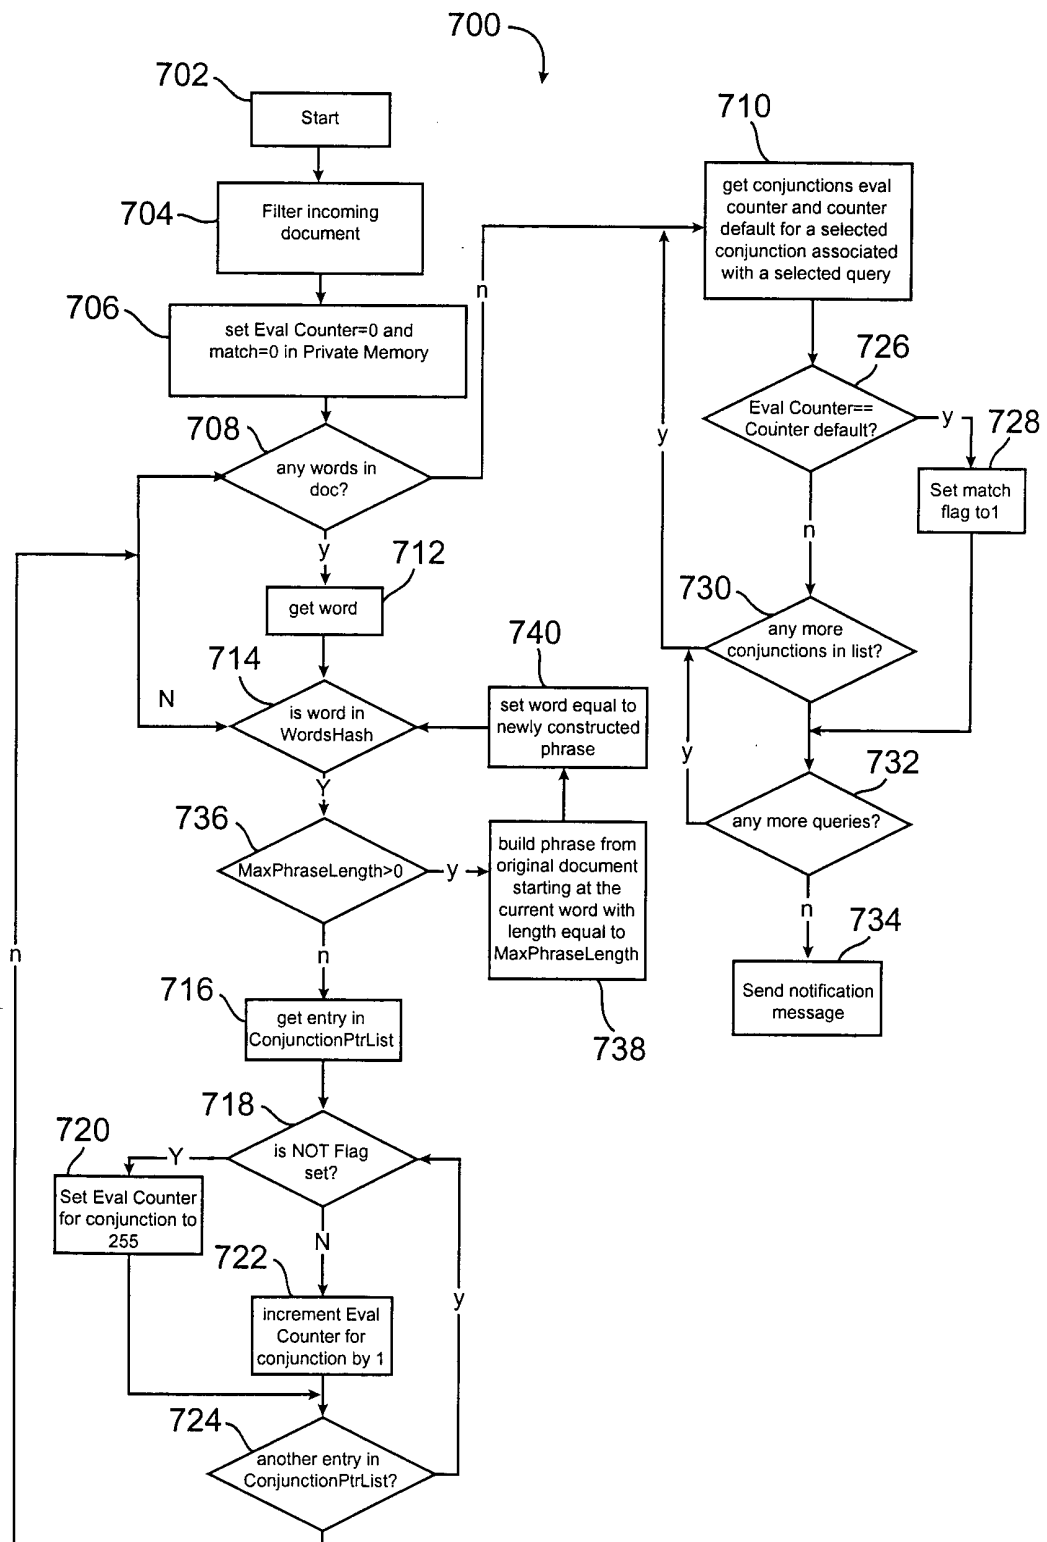 700
702
Start
704
Filter incoming
document
706
set Eval Counter=0 and
match=0 in Private Memory
708
any words in
doc?
n
y
712
get word
714
is word in
WordsHash
N
Y
740
set word equal to
newly constructed
phrase
736
MaxPhraseLength>0
y
build phrase from
original document
starting at the
current word with
length equal to
MaxPhraseLength
738
n
n
716
get entry in
ConjunctionPtrList
718
is NOT Flag
set?
720
Y
Set Eval Counter
for conjunction to
255
N
722
increment Eval
Counter for
conjunction by 1
y
724
another entry in
ConjunctionPtrList?
710
get conjunctions eval
counter and counter
default for a selected
conjunction associated
with a selected query
726
Eval Counter==
Counter default?
y
728
Set match
flag to1
y
n
730
any more
conjunctions in list?
y
732
any more queries?
n
734
Send notification
message